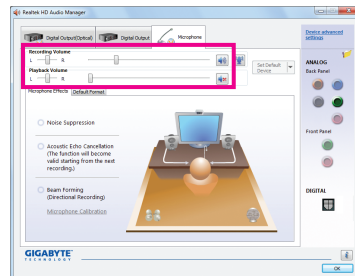 Realtek HD Audio Manager
Digital Output(Optical)
Digital Output
Microphone
Device advanced
settings
Recording Volume
L
R
Set Default
Device
Playback Volume
L
R
Microphone Effects
Default Format
ANALOG
Back Panel
Noise Suppression
Acoustic Echo Cancellation
(The function will become
valid starting from the next
recording.)
Front Panel
Beam Forming
(Directional Recording)
Microphone Calibration
DIGITAL
GIGABYTE™
TECHNOLOGY
i
OK